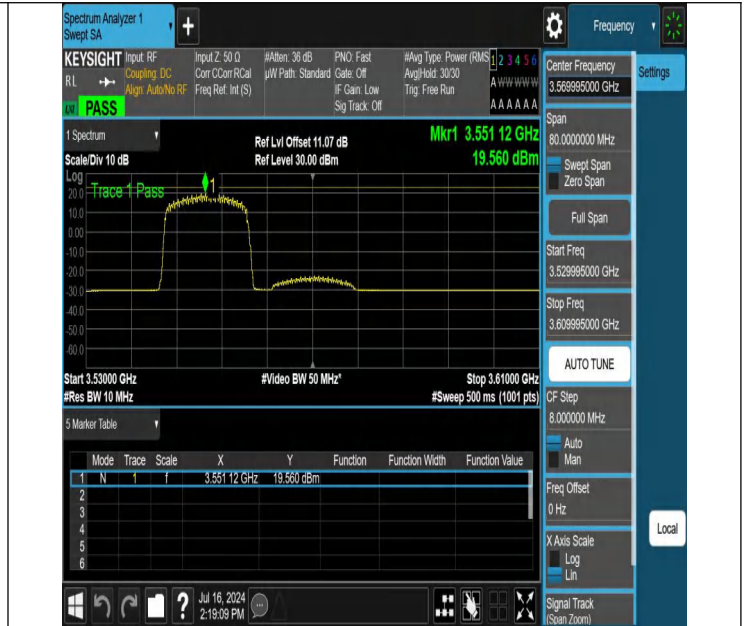 Spectrum Analyzer 1
Swept SA
+
Frequency
KEYSIGHT
RL
PASS
Input: RF
Coupling: DC
Align: Auto/No RF
Input Z: 50 Ω
Corr CCorr RCal
Freq Ref: Int (S)
#Atten: 36 dB
µW Path: Standard
PNO: Fast
Gate: Off
IF Gain: Low
Sig Track: Off
#Avg Type: Power (RMS
Avg|Hold: 30/30
Trig: Free Run
1 2 3 4 5 6
A W W W W W
A A A A A A
1 Spectrum
Scale/Div 10 dB
Ref Lvl Offset 11.07 dB
Ref Level 30.00 dBm
Mkr1 3.551 12 GHz
19.560 dBm
Log
Trace 1 Pass
1
20.0
10.0
0.00
-10.0
-20.0
-30.0
-40.0
-50.0
-60.0
Start 3.53000 GHz
#Video BW 50 MHz*
Stop 3.61000 GHz
#Res BW 10 MHz
#Sweep 500 ms (1001 pts)
5 Marker Table
Mode Trace Scale X Y Function Function Width Function Value
1 N 1 f 3.551 12 GHz 19.560 dBm
2
3
4
5
6
Jul 16, 2024
2:19:09 PM
Center Frequency
3.569995000 GHz
Settings
Span
80.0000000 MHz
Swept Span
Zero Span
Full Span
Start Freq
3.529995000 GHz
Stop Freq
3.609995000 GHz
AUTO TUNE
CF Step
8.000000 MHz
Auto
Man
Freq Offset
0 Hz
X Axis Scale
Log
Lin
Local
Signal Track
(Span Zoom)